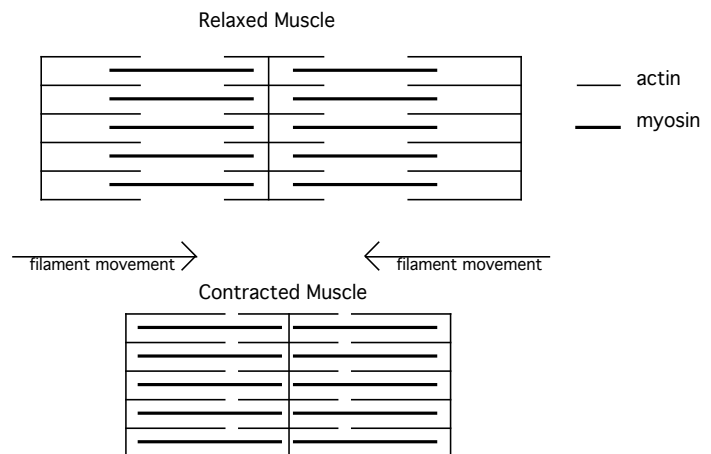 Relaxed Muscle
actin
myosin
filament movement
filament movement
Contracted Muscle